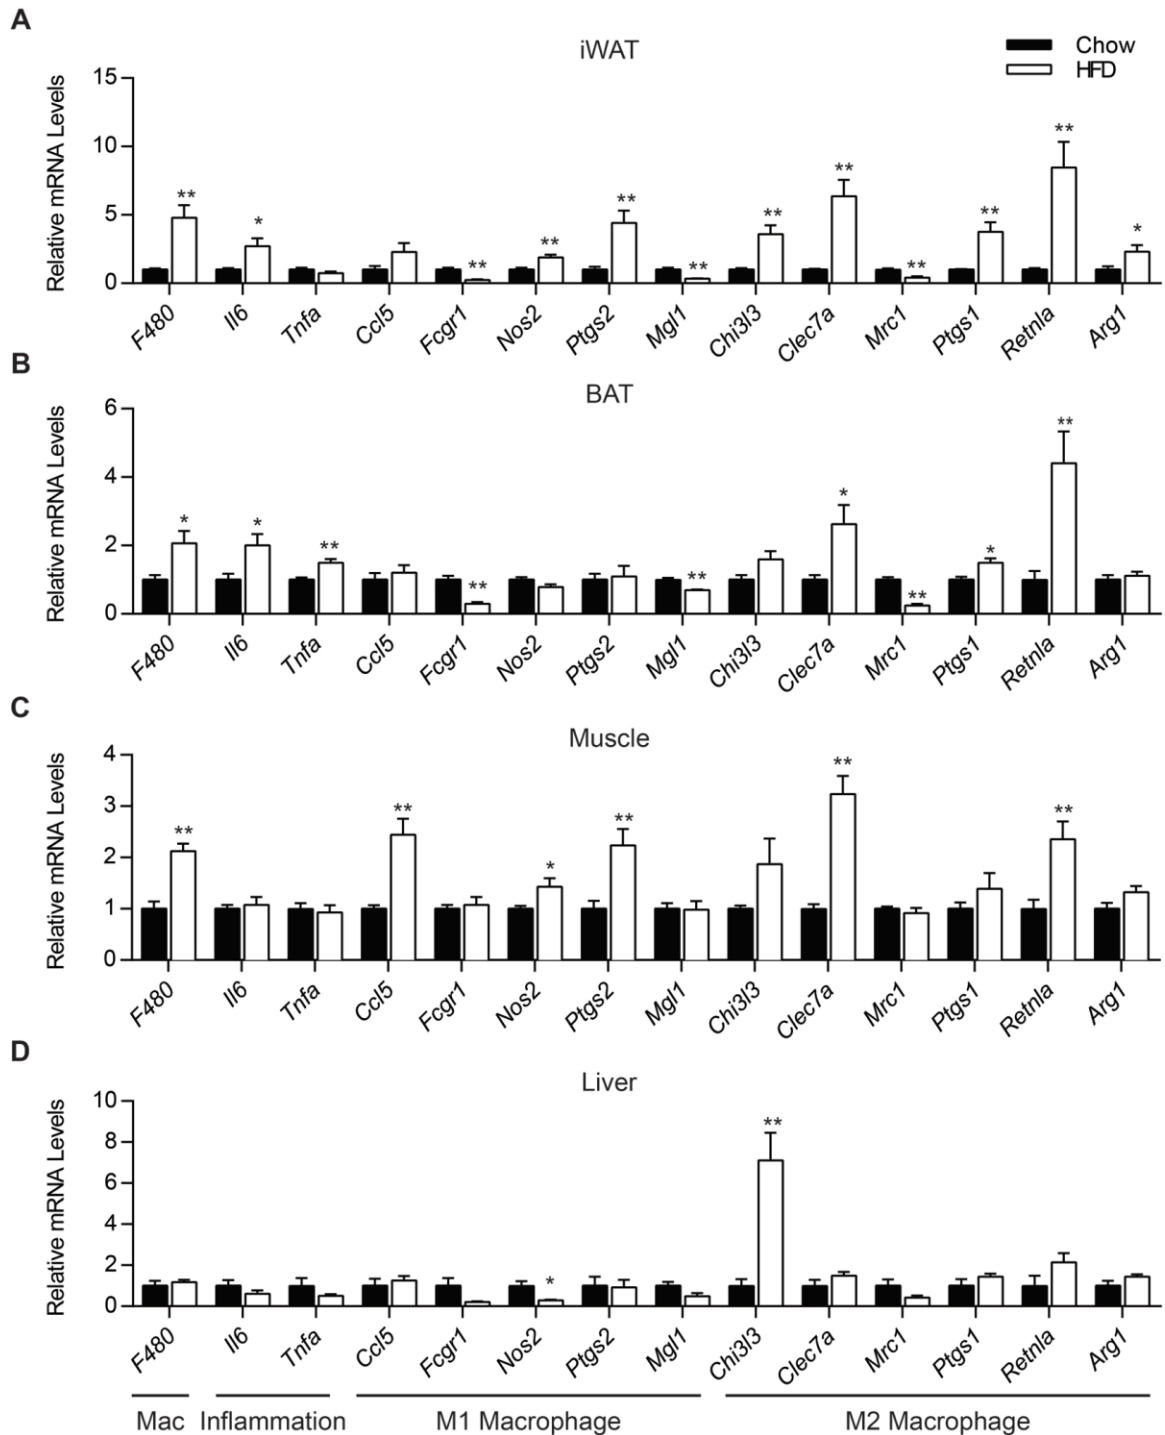 A
iWAT
Chow
HFD
Relative mRNA Levels
15
10
5
0
** * ** ** ** ** ** ** ** ** ** *
F480 Il6 Tnfa Ccl5 Fcgr1 Nos2 Ptgs2 Mgl1 Chi3l3 Clec7a Mrc1 Ptgs1 Retnla Arg1
B
BAT
Relative mRNA Levels
6
4
2
0
* * ** ** ** * ** * **
F480 Il6 Tnfa Ccl5 Fcgr1 Nos2 Ptgs2 Mgl1 Chi3l3 Clec7a Mrc1 Ptgs1 Retnla Arg1
C
Muscle
Relative mRNA Levels
4
3
2
1
0
** ** * ** ** **
F480 Il6 Tnfa Ccl5 Fcgr1 Nos2 Ptgs2 Mgl1 Chi3l3 Clec7a Mrc1 Ptgs1 Retnla Arg1
D
Liver
Relative mRNA Levels
10
8
6
4
2
0
* **
F480 Il6 Tnfa Ccl5 Fcgr1 Nos2 Ptgs2 Mgl1 Chi3l3 Clec7a Mrc1 Ptgs1 Retnla Arg1
Mac Inflammation M1 Macrophage M2 Macrophage